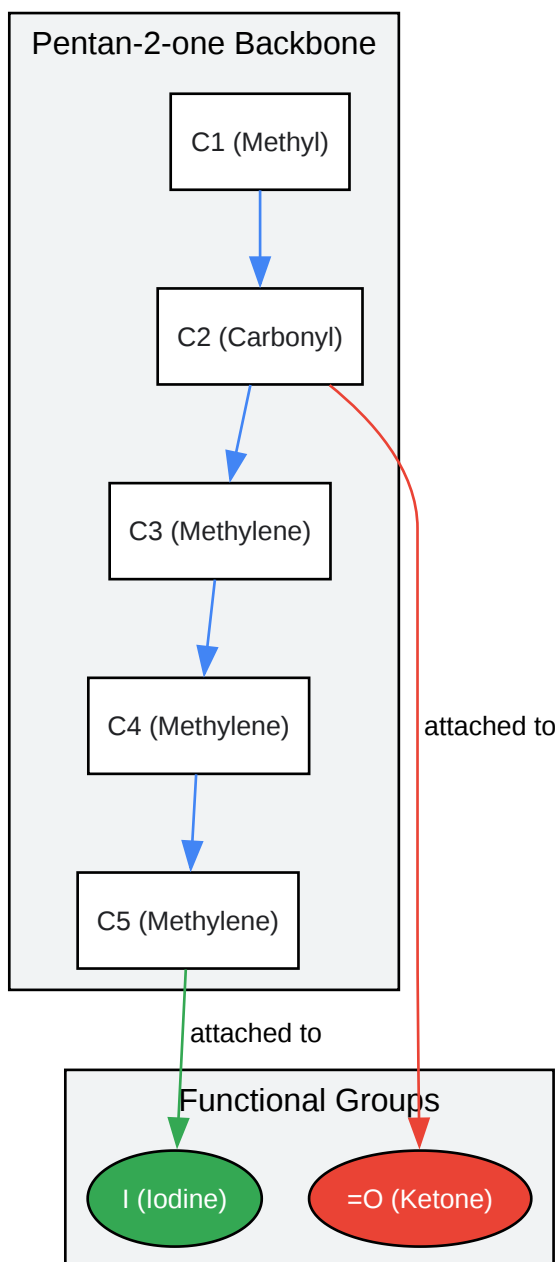 Pentan-2-one Backbone
C1 (Methyl)
C2 (Carbonyl)
C3 (Methylene)
C4 (Methylene)
attached to
C5 (Methylene)
attached to
Functional Groups
I (Iodine)
=O (Ketone)